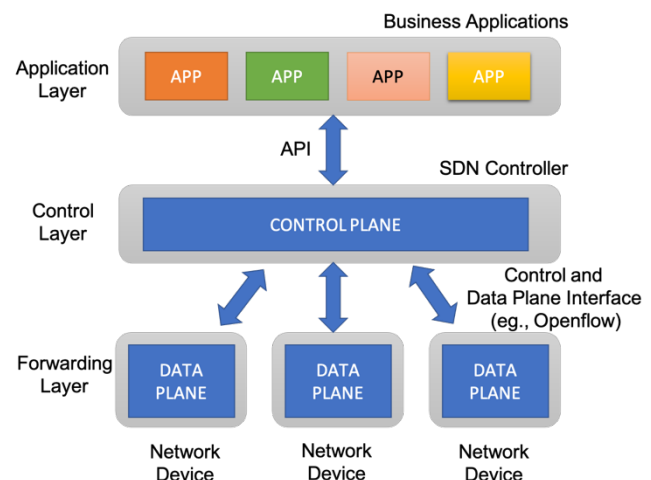 Business Applications
Application
Layer
APP
APP
APP
APP
API
SDN Controller
Control
Layer
CONTROL PLANE
Control and
Data Plane Interface
(eg., Openflow)
Forwarding
Layer
DATA
PLANE
DATA
PLANE
DATA
PLANE
Network
Device
Network
Device
Network
Device